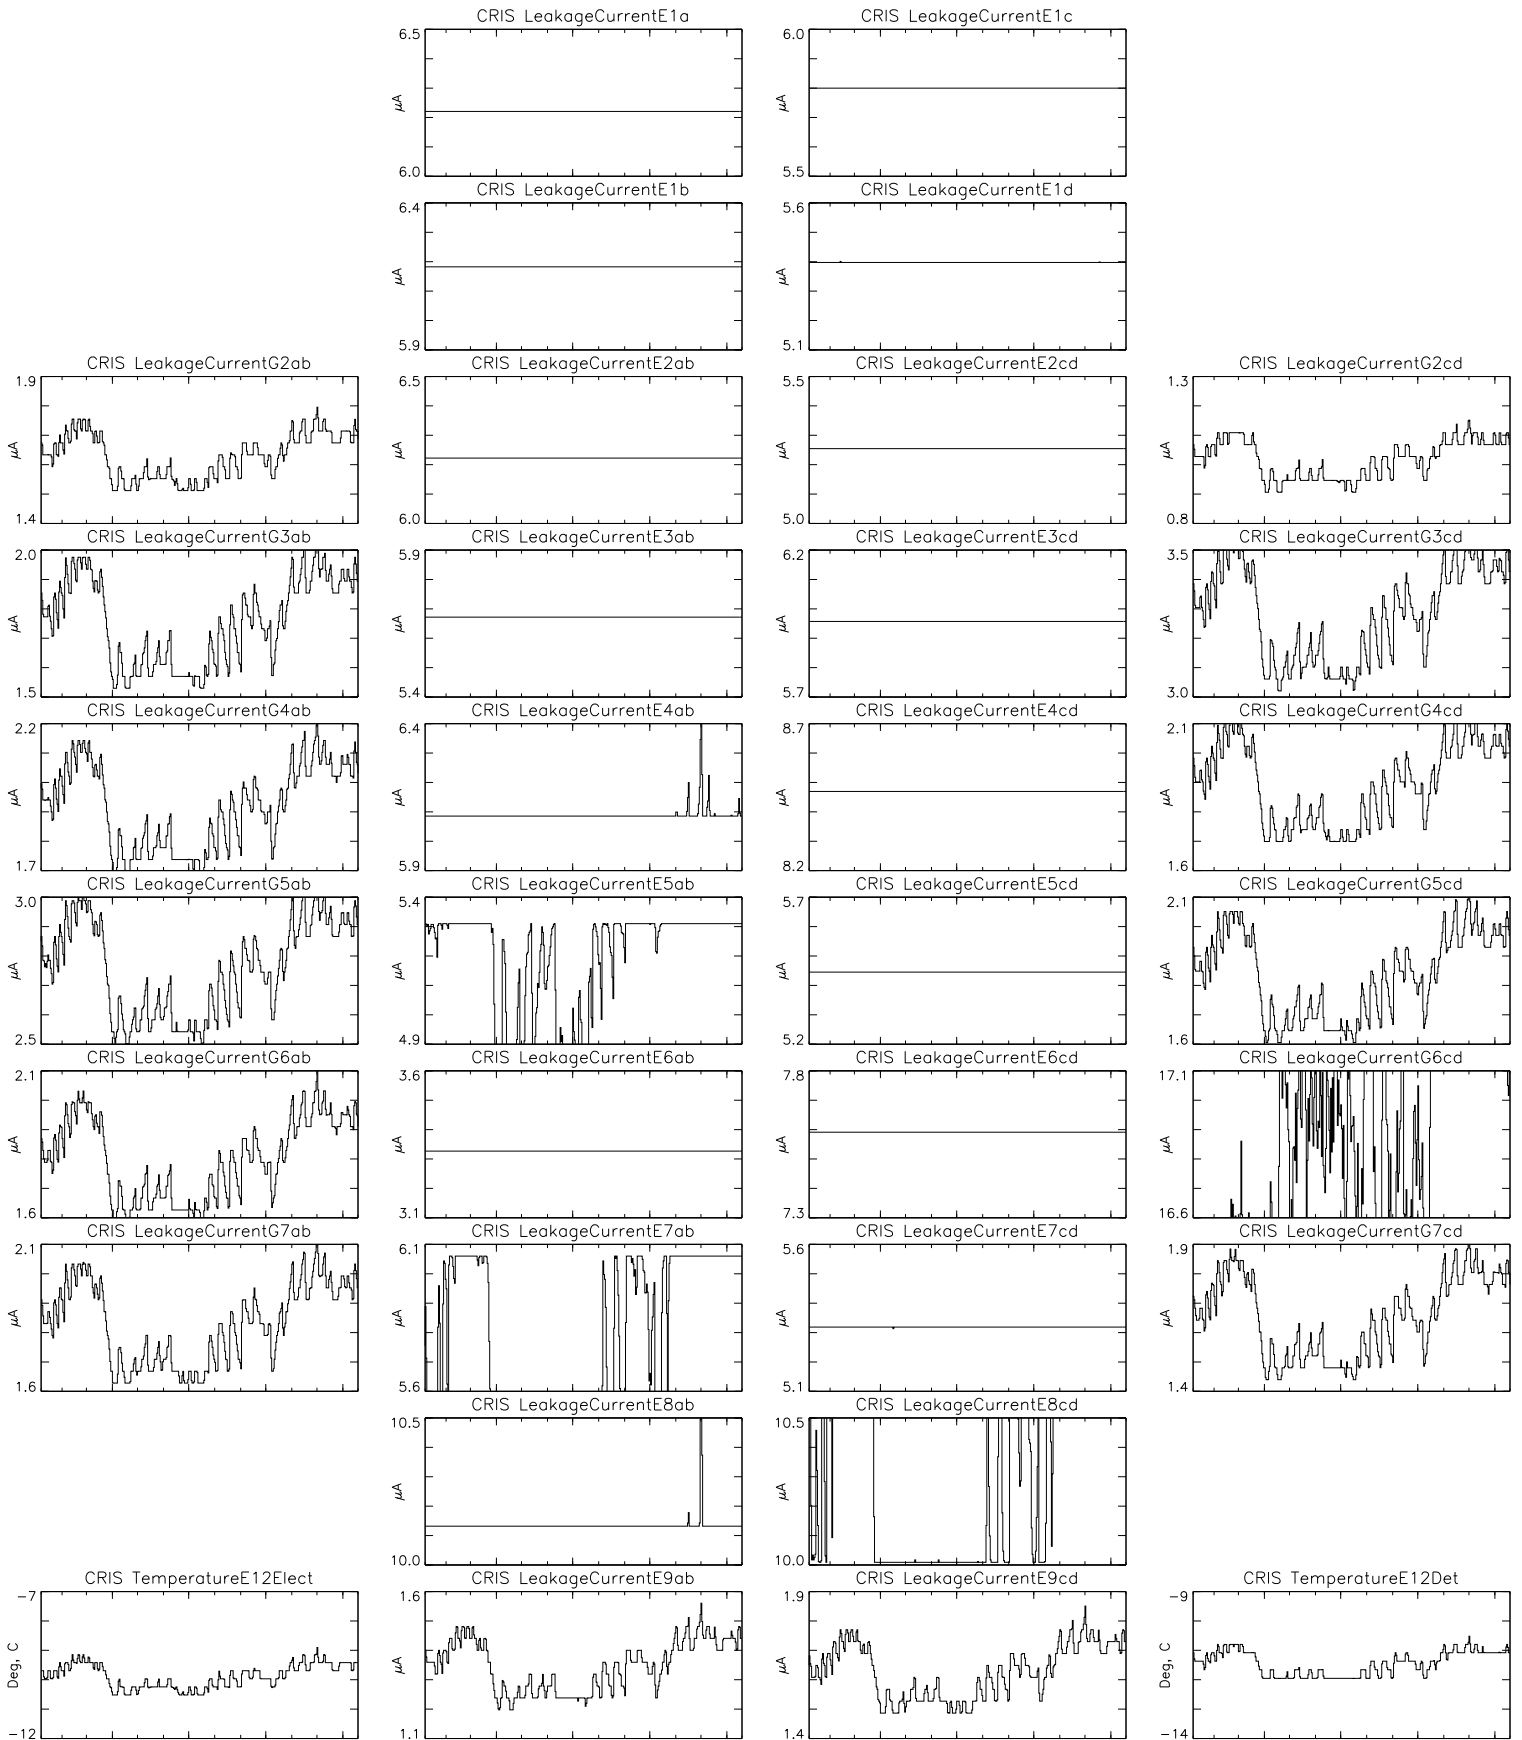 CRIS LeakageCurrentE1a
6.5
μA
6.0
CRIS LeakageCurrentE1c
6.0
μA
5.5
CRIS LeakageCurrentE1b
6.4
μA
5.9
CRIS LeakageCurrentE1d
5.6
μA
5.1
CRIS LeakageCurrentG2ab
1.9
μA
1.4
CRIS LeakageCurrentE2ab
6.5
μA
6.0
CRIS LeakageCurrentE2cd
5.5
μA
5.0
CRIS LeakageCurrentG2cd
1.3
μA
0.8
CRIS LeakageCurrentG3ab
2.0
μA
1.5
CRIS LeakageCurrentE3ab
5.9
μA
5.4
CRIS LeakageCurrentE3cd
6.2
μA
5.7
CRIS LeakageCurrentG3cd
3.5
μA
3.0
CRIS LeakageCurrentG4ab
2.2
μA
1.7
CRIS LeakageCurrentE4ab
6.4
μA
5.9
CRIS LeakageCurrentE4cd
8.7
μA
8.2
CRIS LeakageCurrentG4cd
2.1
μA
1.6
CRIS LeakageCurrentG5ab
3.0
μA
2.5
CRIS LeakageCurrentE5ab
5.4
μA
4.9
CRIS LeakageCurrentE5cd
5.7
μA
5.2
CRIS LeakageCurrentG5cd
2.1
μA
1.6
CRIS LeakageCurrentG6ab
2.1
μA
1.6
CRIS LeakageCurrentE6ab
3.6
μA
3.1
CRIS LeakageCurrentE6cd
7.8
μA
7.3
CRIS LeakageCurrentG6cd
17.1
μA
16.6
CRIS LeakageCurrentG7ab
2.1
μA
1.6
CRIS LeakageCurrentE7ab
6.1
μA
5.6
CRIS LeakageCurrentE7cd
5.6
μA
5.1
CRIS LeakageCurrentG7cd
1.9
μA
1.4
CRIS LeakageCurrentE8ab
10.5
μA
10.0
CRIS LeakageCurrentE8cd
10.5
μA
10.0
CRIS TemperatureE12Elect
−7
Deg, C
−12
CRIS LeakageCurrentE9ab
1.6
μA
1.1
CRIS LeakageCurrentE9cd
1.9
μA
1.4
CRIS TemperatureE12Det
−9
Deg, C
−14